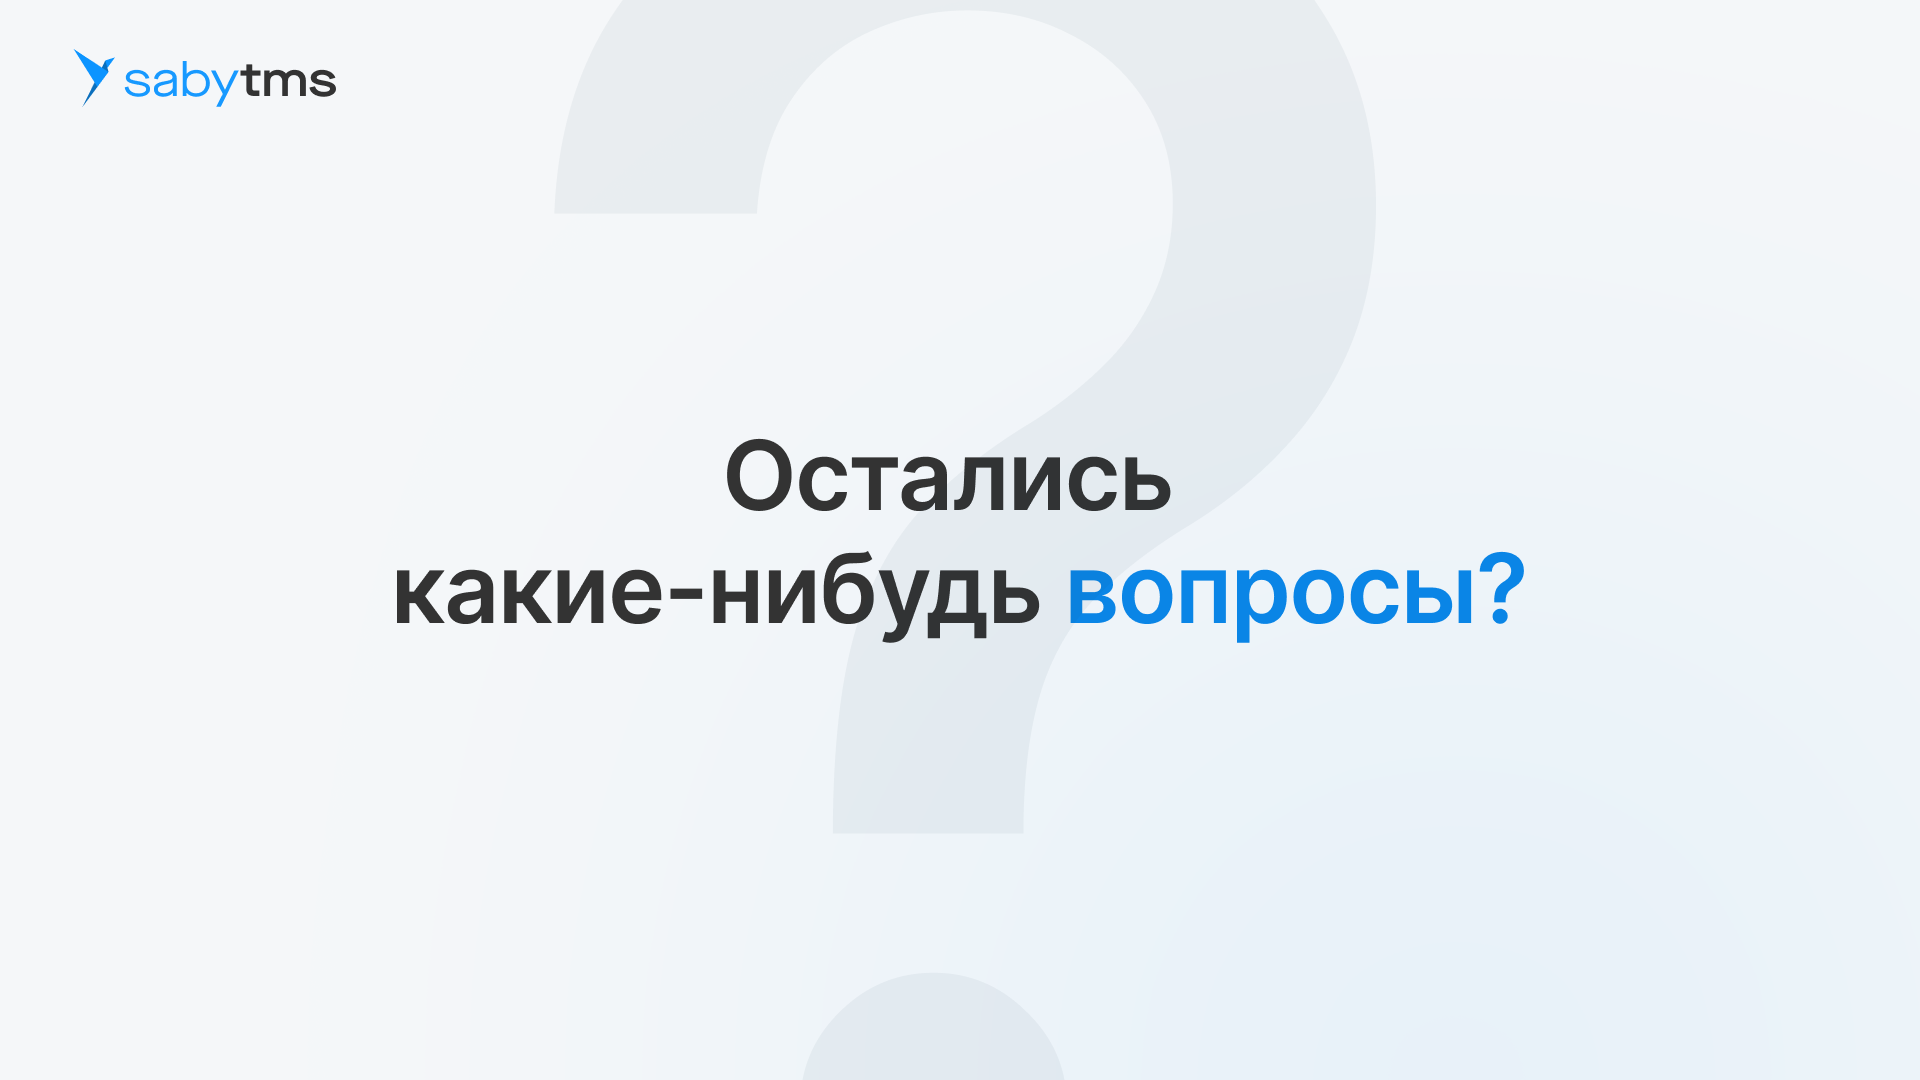 sabytms
Остались
какие-нибудь вопросы?
?